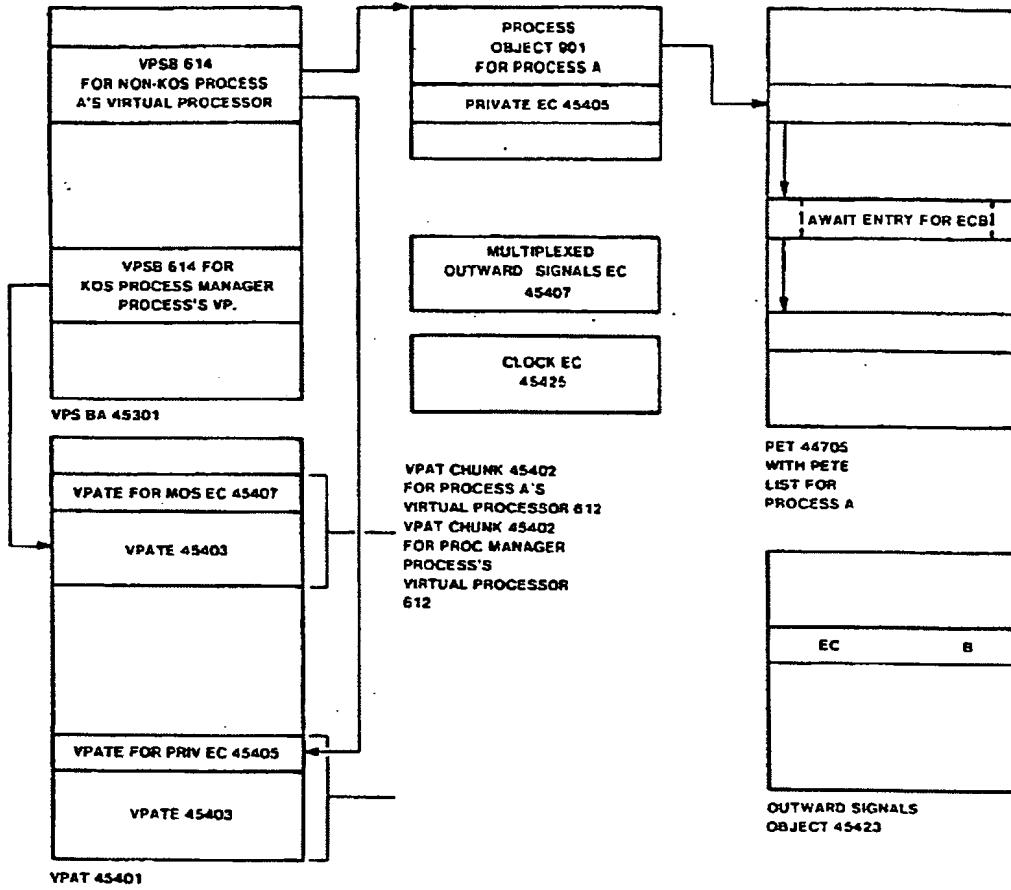 VPSB 614
FOR NON-KOS PROCESS
A'S VIRTUAL PROCESSOR
VPSB 614 FOR
KOS PROCESS MANAGER
PROCESS'S VP.
VPS BA 45301
VPATE FOR MOS EC 45407
VPATE 45403
VPATE FOR PRIV EC 45405
VPATE 45403
VPAT 45401
PROCESS
OBJECT 901
FOR PROCESS A
PRIVATE EC 45405
MULTIPLEXED
OUTWARD SIGNALS EC
45407
CLOCK EC
45425
VPAT CHUNK 45402
FOR PROCESS A'S
VIRTUAL PROCESSOR 612
VPAT CHUNK 45402
FOR PROC MANAGER
PROCESS'S
VIRTUAL PROCESSOR
612
AWAIT ENTRY FOR ECB
PET 44705
WITH PETE
LIST FOR
PROCESS A
EC B
OUTWARD SIGNALS
OBJECT 45423